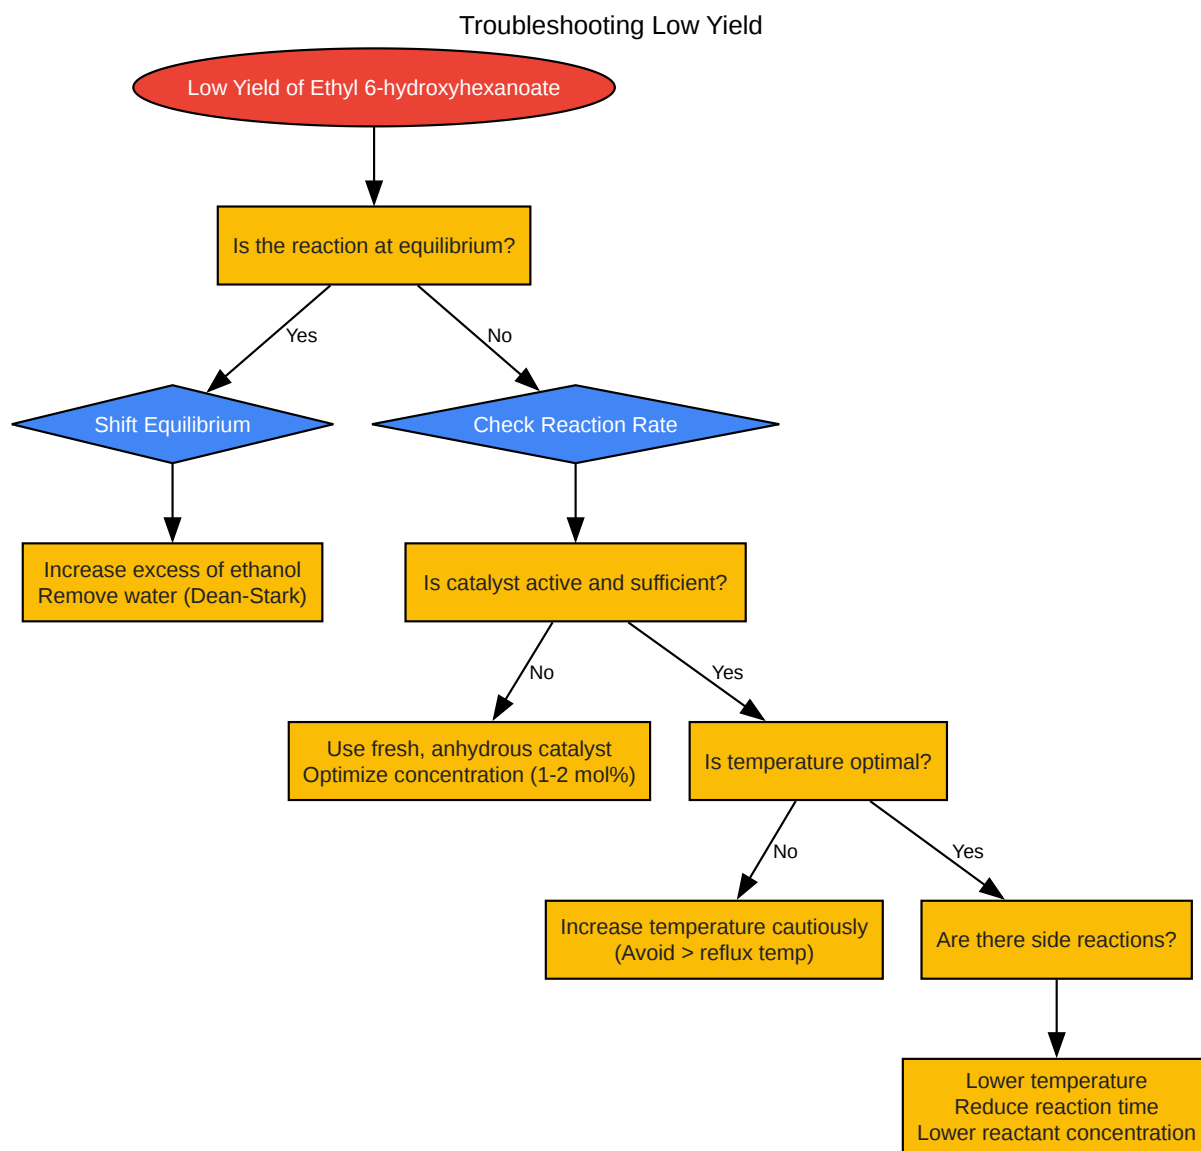 Troubleshooting Low Yield
Low Yield of Ethyl 6-hydroxyhexanoate
Is the reaction at equilibrium?
Yes
No
Shift Equilibrium
Check Reaction Rate
Increase excess of ethanol
Remove water (Dean-Stark)
Is catalyst active and sufficient?
No
Yes
Use fresh, anhydrous catalyst
Optimize concentration (1-2 mol%)
Is temperature optimal?
No
Yes
Increase temperature cautiously
(Avoid > reflux temp)
Are there side reactions?
Lower temperature
Reduce reaction time
Lower reactant concentration